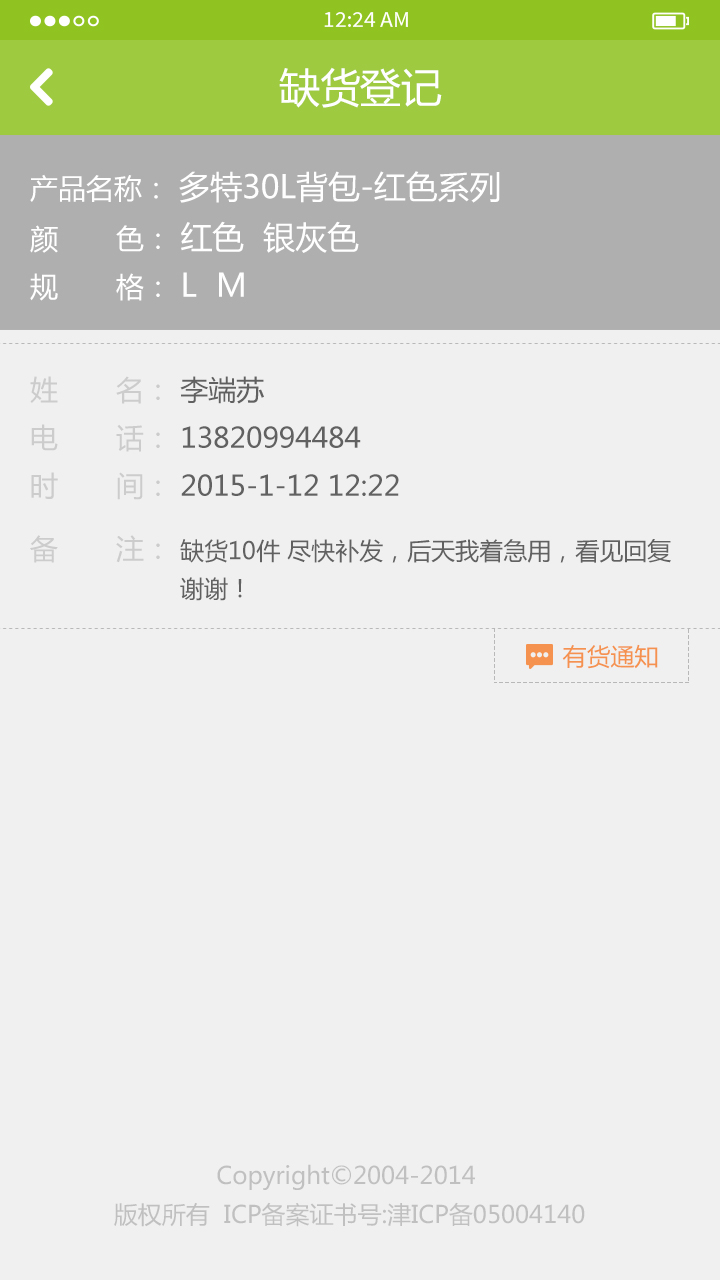 12:24 AM
缺货登记
产品名称： 多特30L背包-红色系列
颜 色： 红色 银灰色
规 格： L M
姓 名： 李端苏
电 话： 13820994484
时 间： 2015-1-12 12:22
备 注： 缺货10件 尽快补发，后天我着急用，看见回复
谢谢！
有货通知
Copyright©2004-2014
版权所有 ICP备案证书号:津ICP备05004140